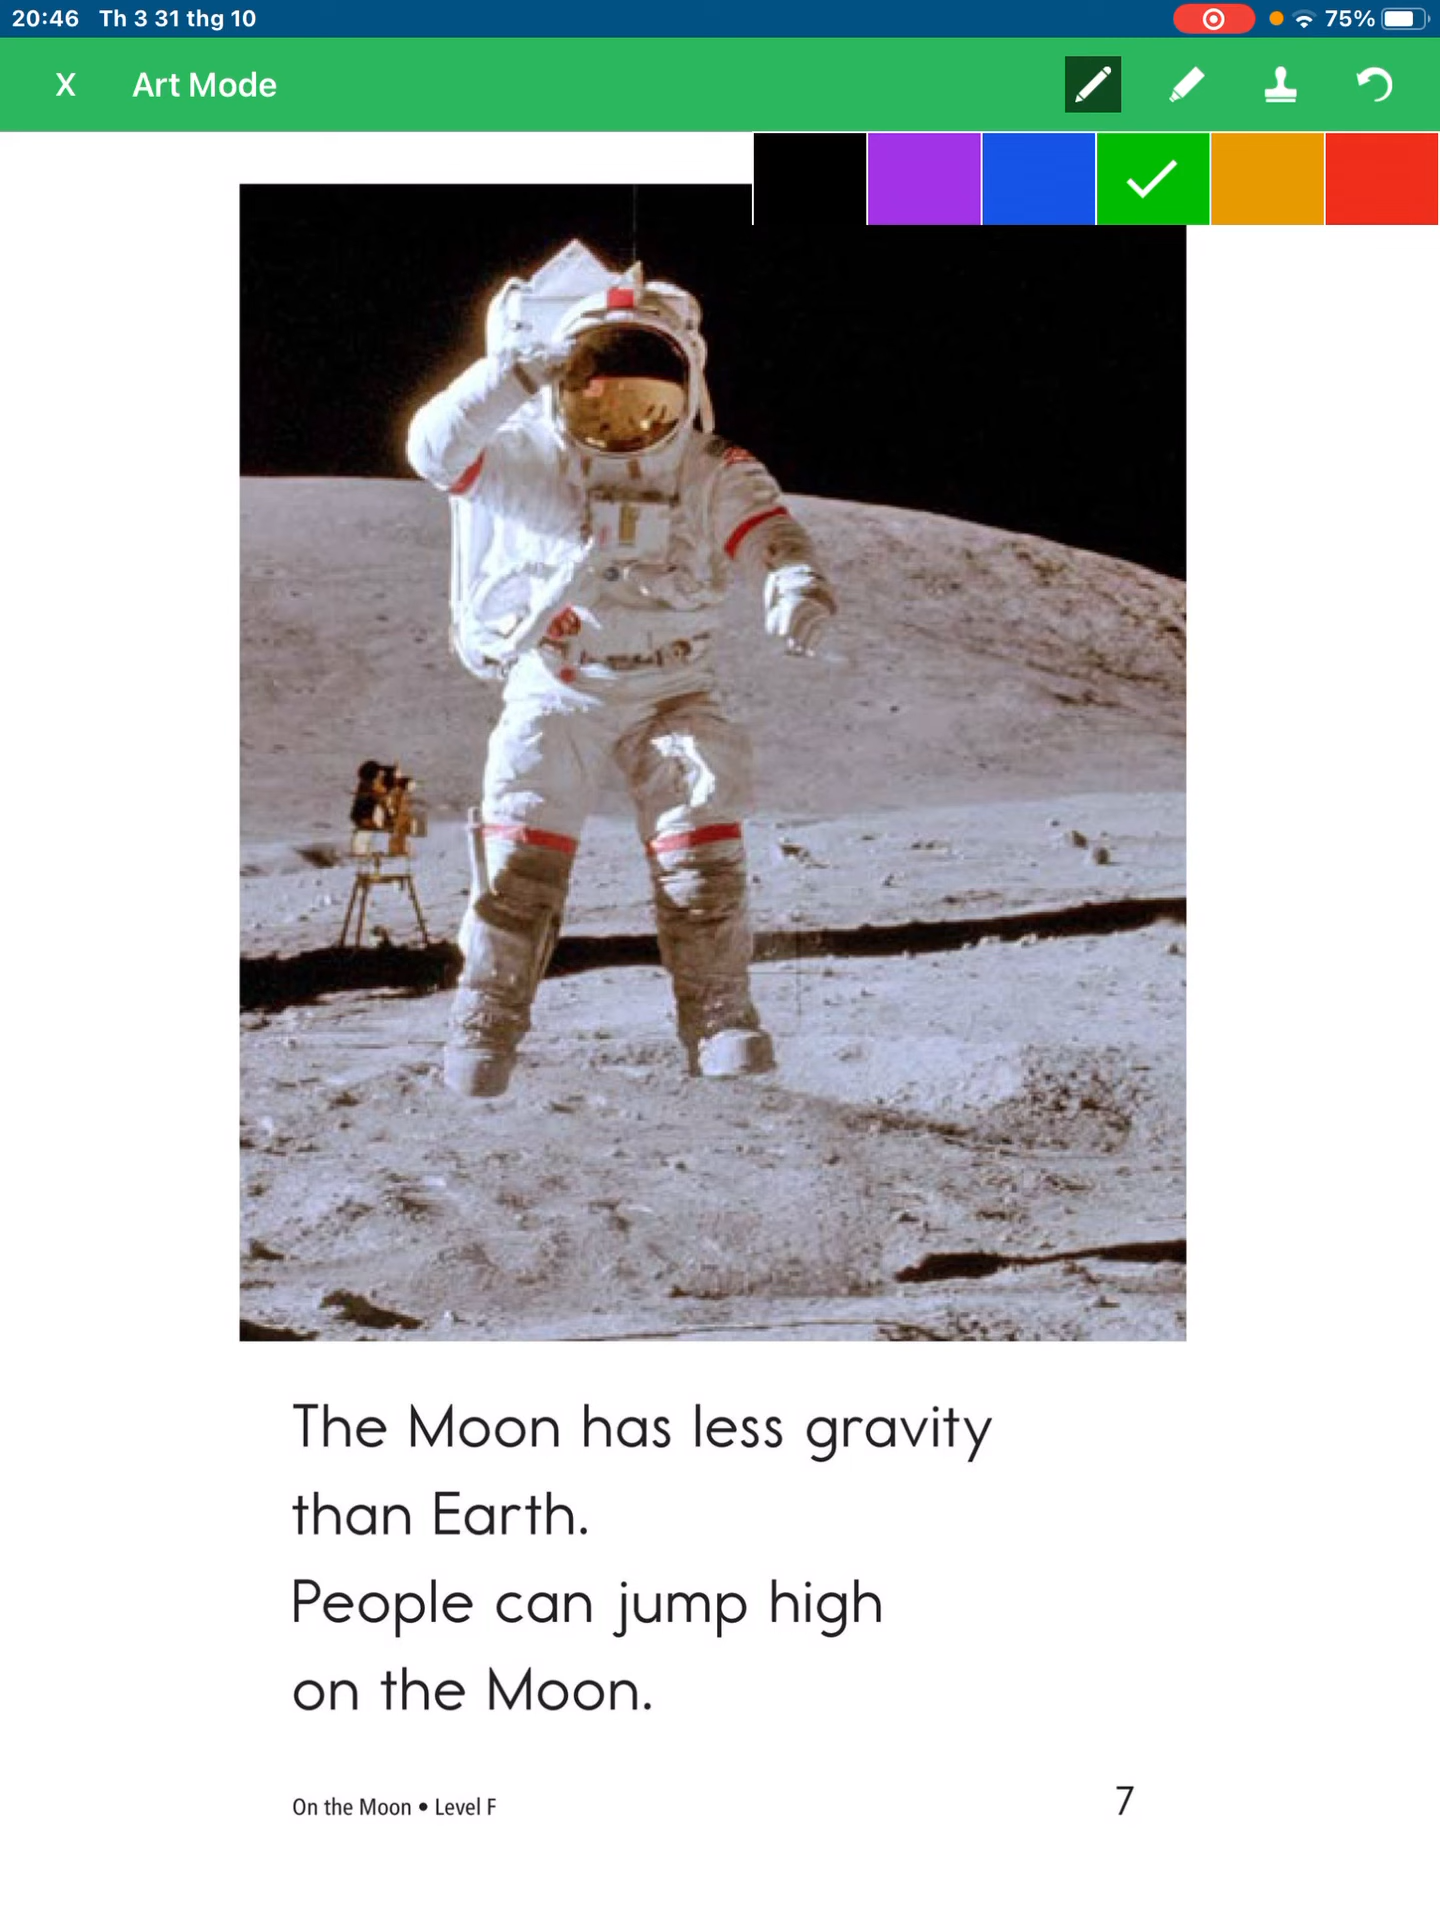 20:46 Th 3 31 thg 10 75%
X Art Mode
The Moon has less gravity
than Earth.
People can jump high
on the Moon.
On the Moon • Level F 7